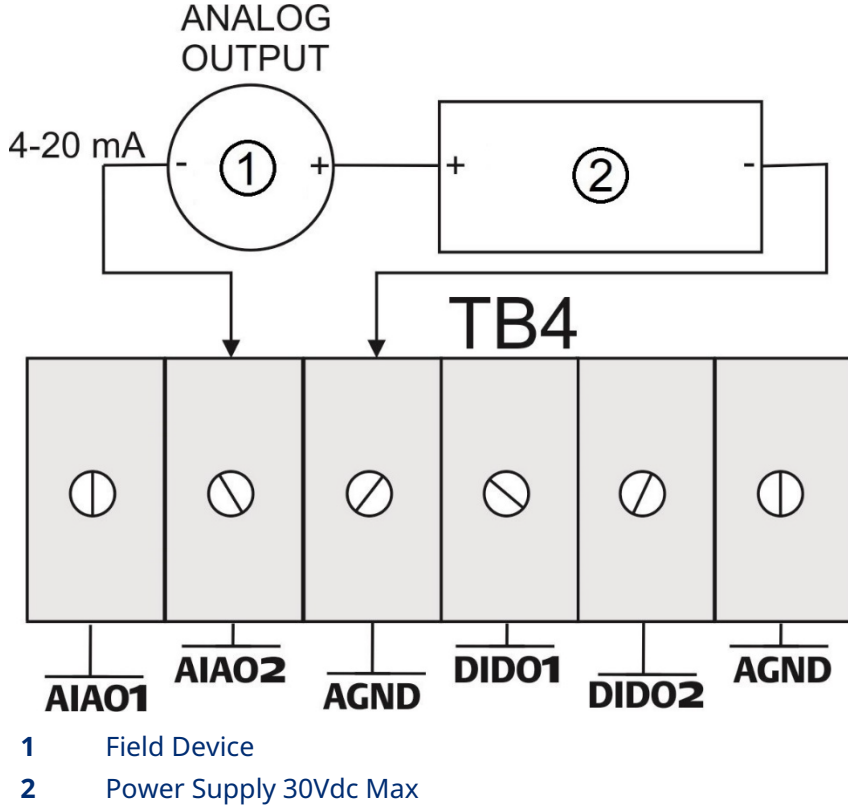 ANALOG
OUTPUT
4-20 mA
- 1 + + 2 -
TB4
AIAO1 AIAO2 AGND DIDO1 DIDO2 AGND
1 Field Device
2 Power Supply 30Vdc Max